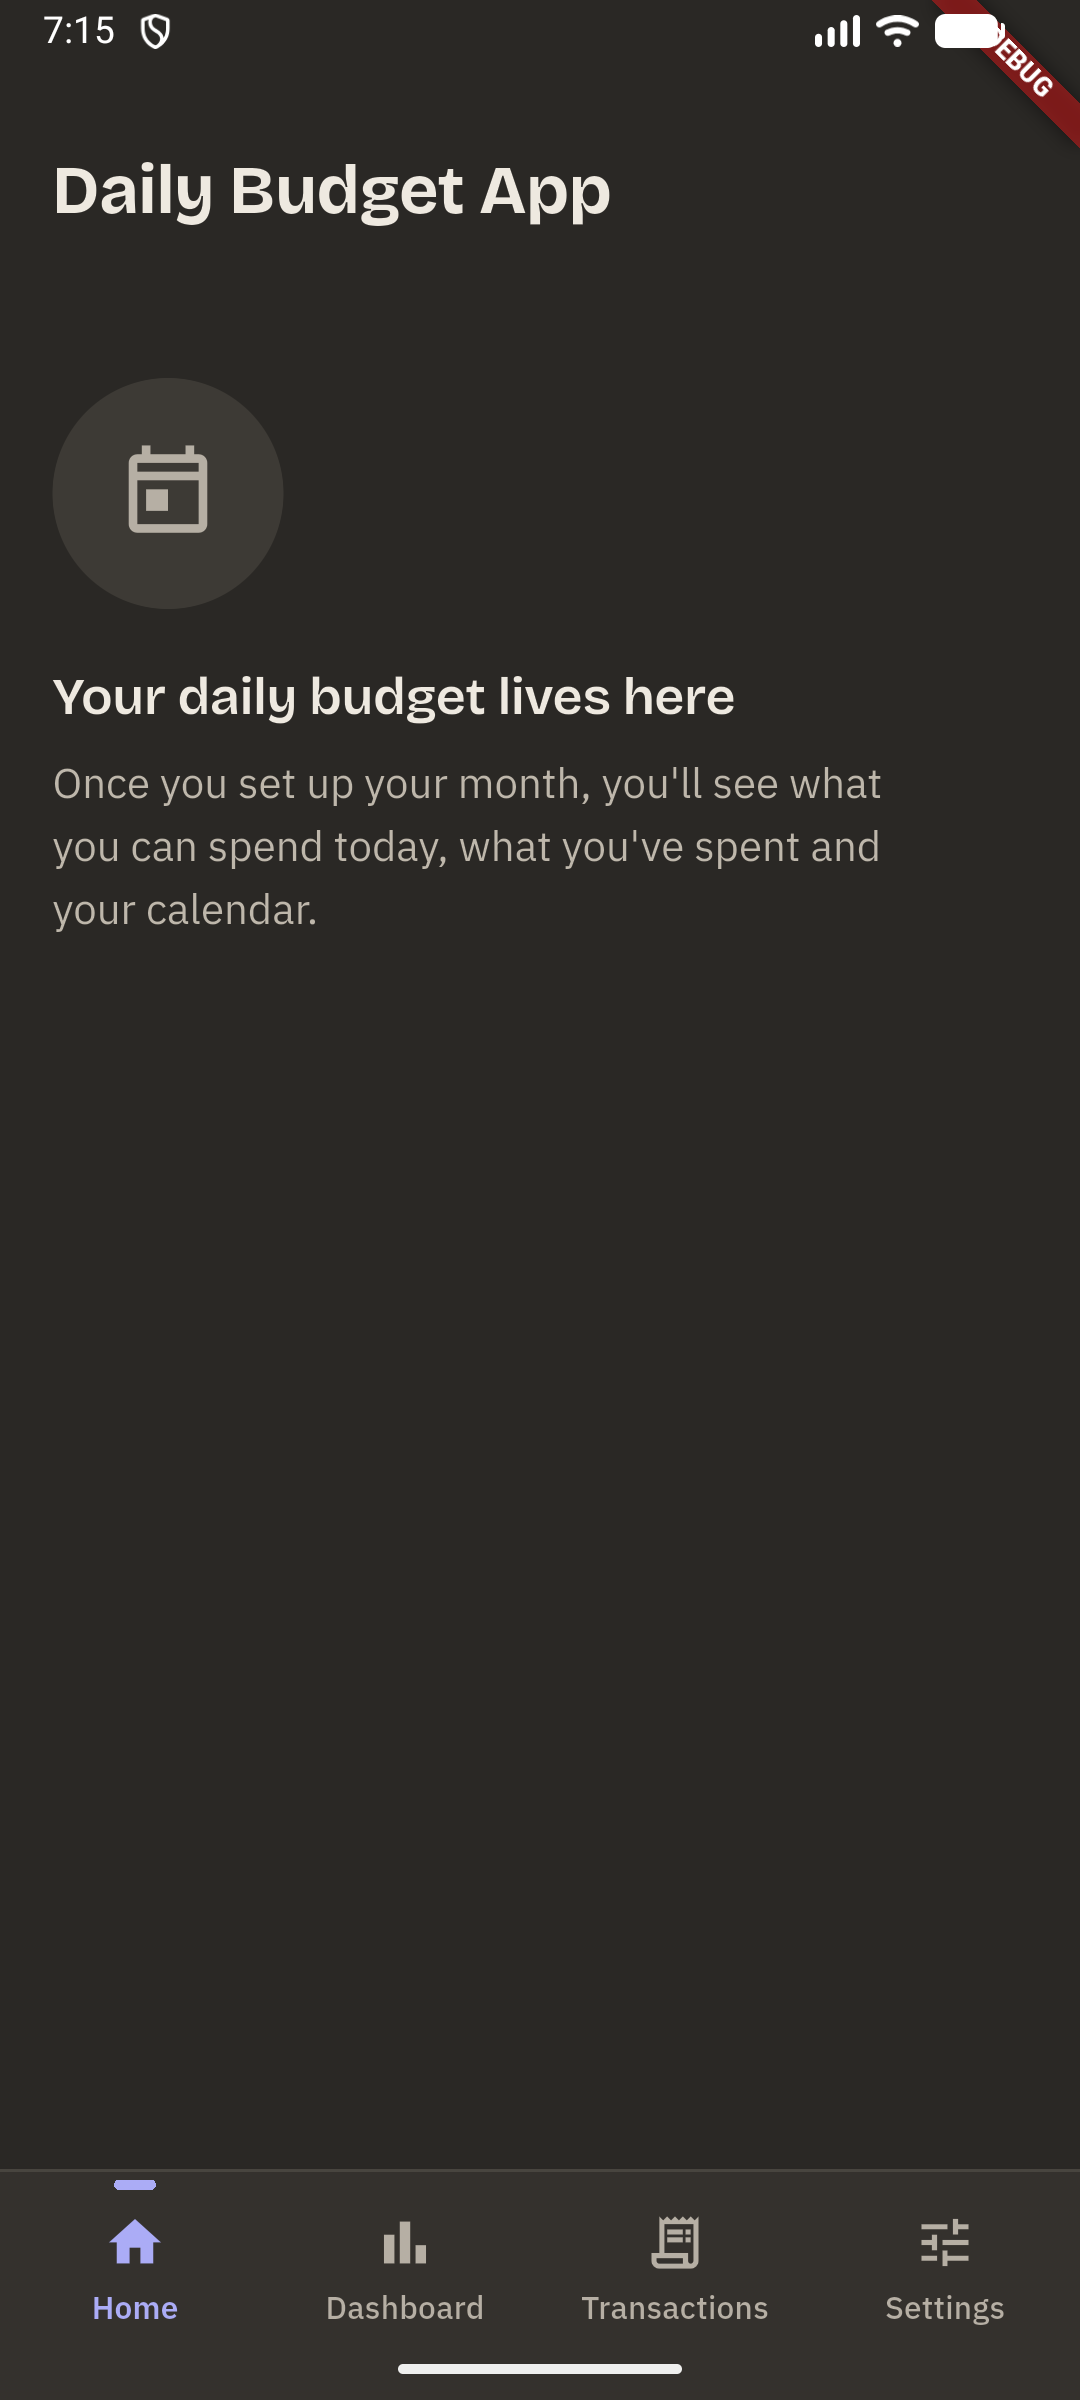 7:15
DEBUG
Daily Budget App
Your daily budget lives here
Once you set up your month, you'll see what
you can spend today, what you've spent and
your calendar.
Home
Dashboard
Transactions
Settings